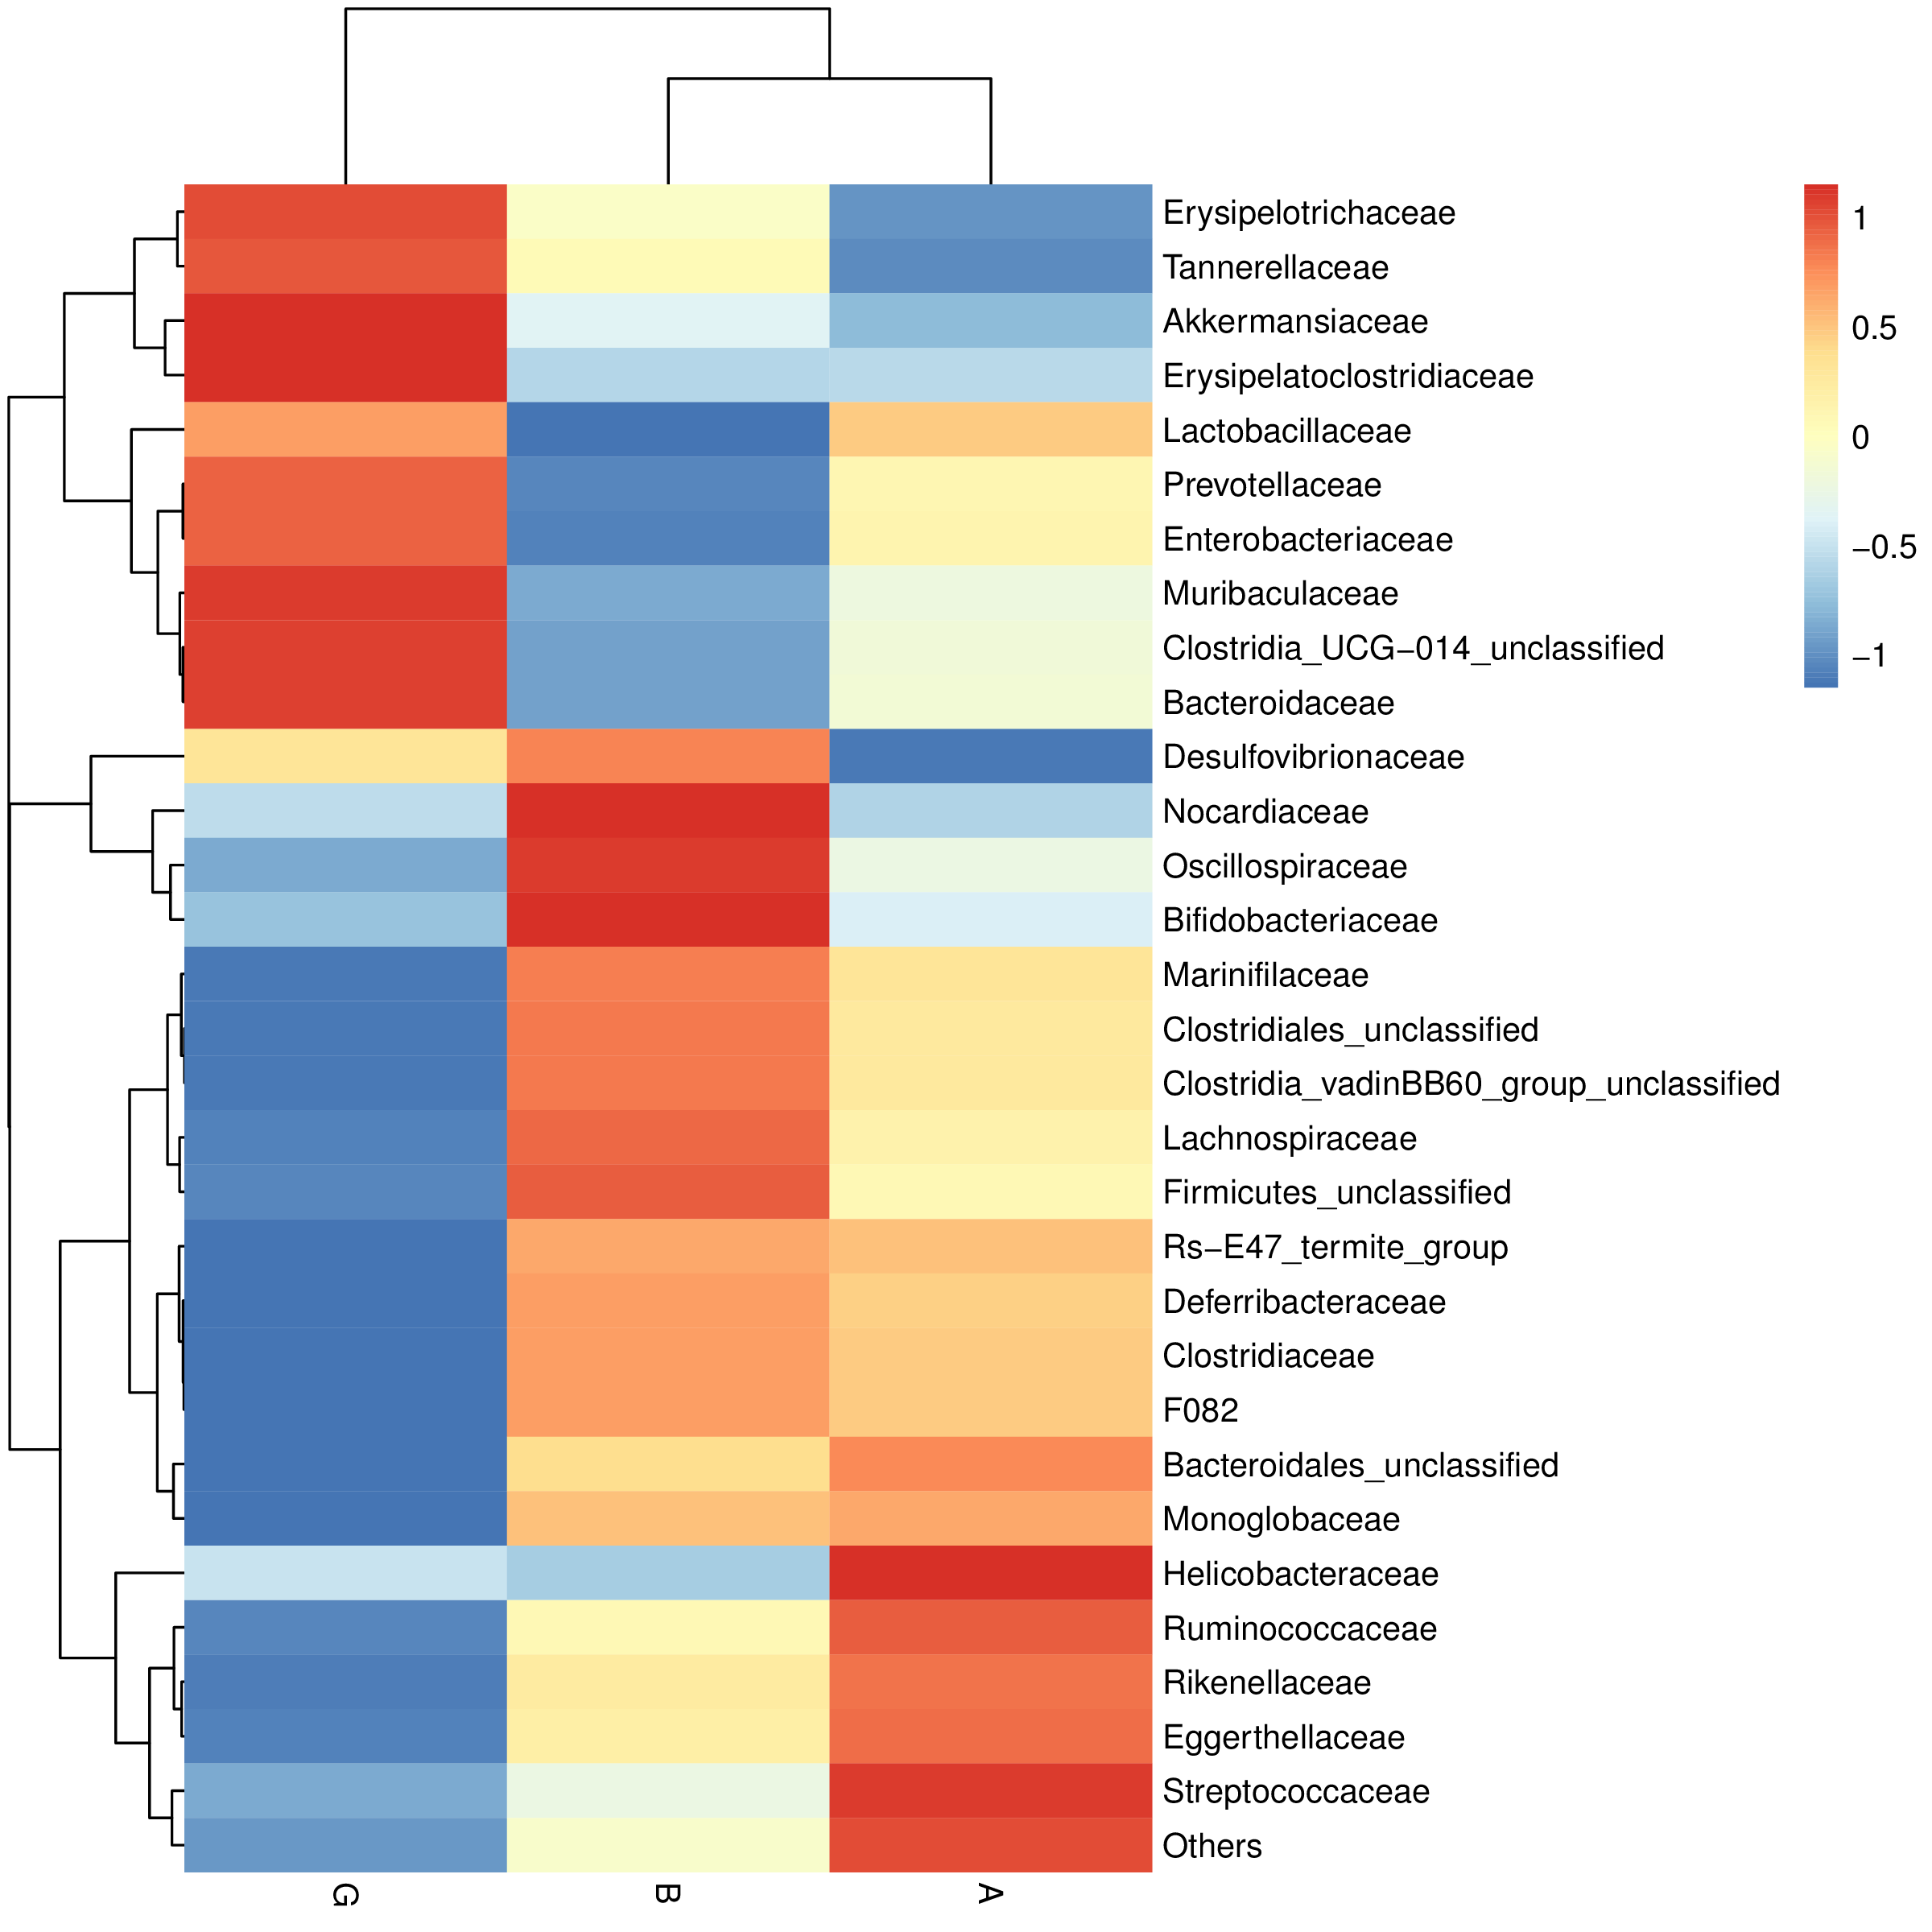 Erysipelotrichaceae
Tannerellaceae
Akkermansiaceae
Erysipelatoclostridiaceae
Lactobacillaceae
Prevotellaceae
Enterobacteriaceae
Muribaculaceae
Clostridia_UCG−014_unclassified
Bacteroidaceae
Desulfovibrionaceae
Nocardiaceae
Oscillospiraceae
Bifidobacteriaceae
Marinifilaceae
Clostridiales_unclassified
Clostridia_vadinBB60_group_unclassified
Lachnospiraceae
Firmicutes_unclassified
Rs−E47_termite_group
Deferribacteraceae
Clostridiaceae
F082
Bacteroidales_unclassified
Monoglobaceae
Helicobacteraceae
Ruminococcaceae
Rikenellaceae
Eggerthellaceae
Streptococcaceae
Others
G
B
A
1
0.5
0
−0.5
−1